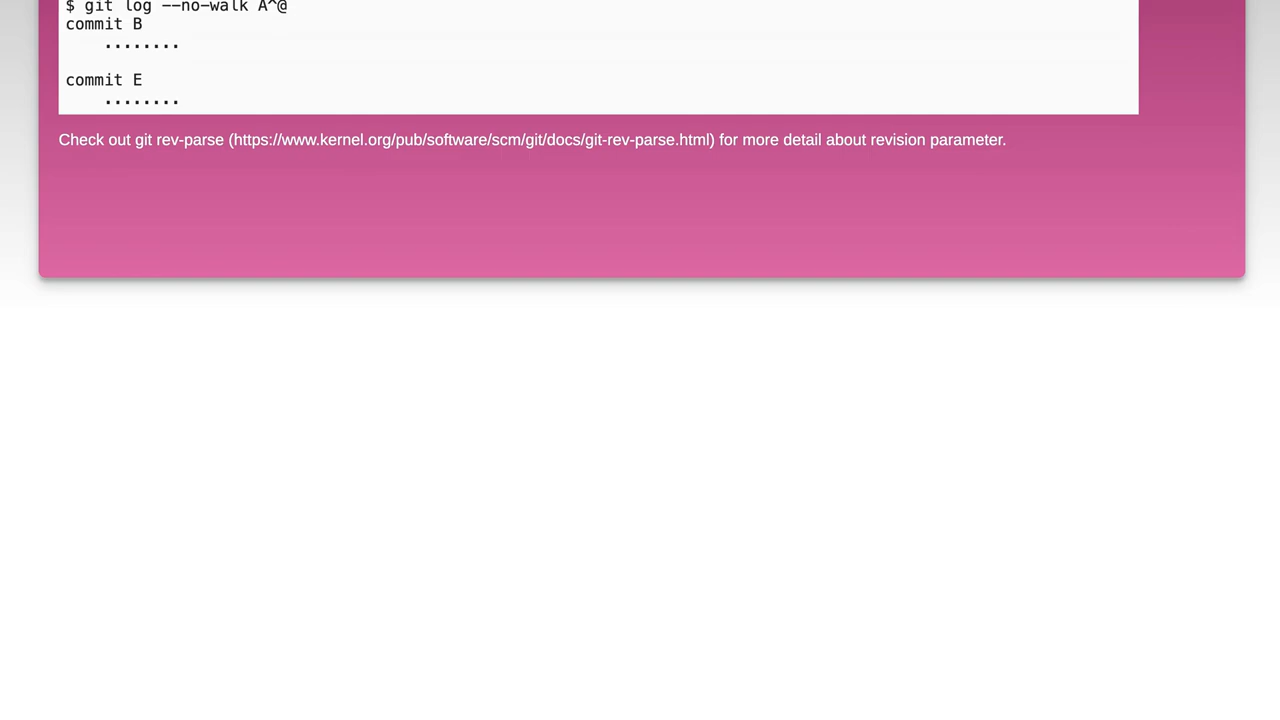 $ git log --no-walk A^@
commit B
........
commit E
........
Check out git rev-parse (https://www.kernel.org/pub/software/scm/git/docs/git-rev-parse.html) for more detail about revision parameter.